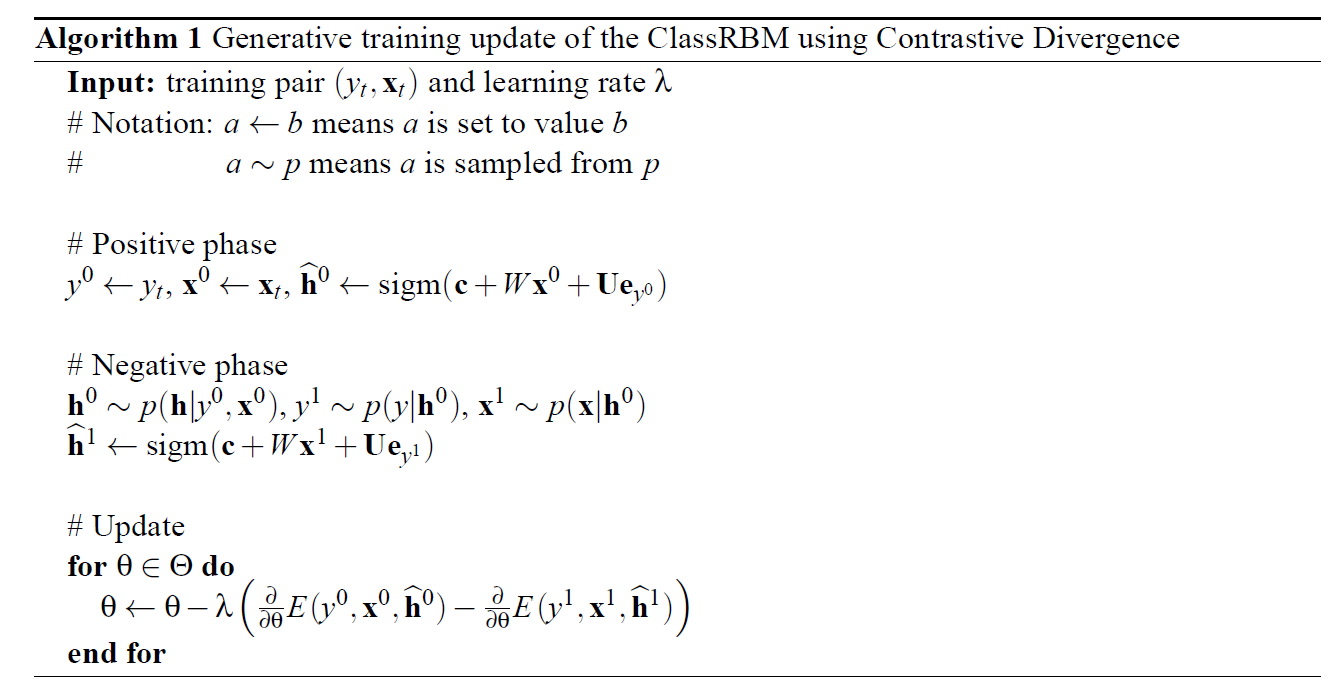 Algorithm 1 Generative training update of the ClassRBM using Contrastive Divergence
Input: training pair (y_t, x_t) and learning rate λ
# Notation: a ← b means a is set to value b
# a ∼ p means a is sampled from p
# Positive phase
y^0 ← y_t, x^0 ← x_t, ĥ^0 ← sigm(c + Wx^0 + Ue_{y^0})
# Negative phase
h^0 ∼ p(h|y^0, x^0), y^1 ∼ p(y|h^0), x^1 ∼ p(x|h^0)
ĥ^1 ← sigm(c + Wx^1 + Ue_{y^1})
# Update
for θ ∈ Θ do
θ ← θ − λ(∂/∂θ E(y^0, x^0, ĥ^0) − ∂/∂θ E(y^1, x^1, ĥ^1))
end for